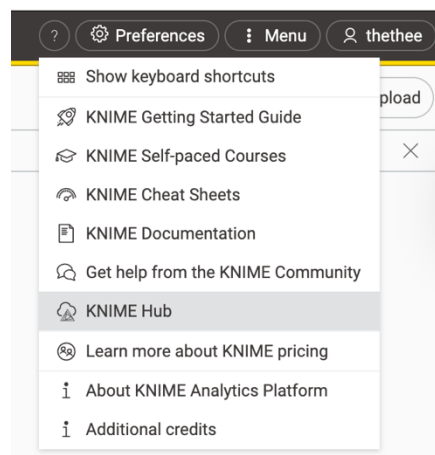 ? Preferences Menu thethee
Show keyboard shortcuts
pload
KNIME Getting Started Guide
KNIME Self-paced Courses
KNIME Cheat Sheets
KNIME Documentation
Get help from the KNIME Community
KNIME Hub
Learn more about KNIME pricing
About KNIME Analytics Platform
Additional credits